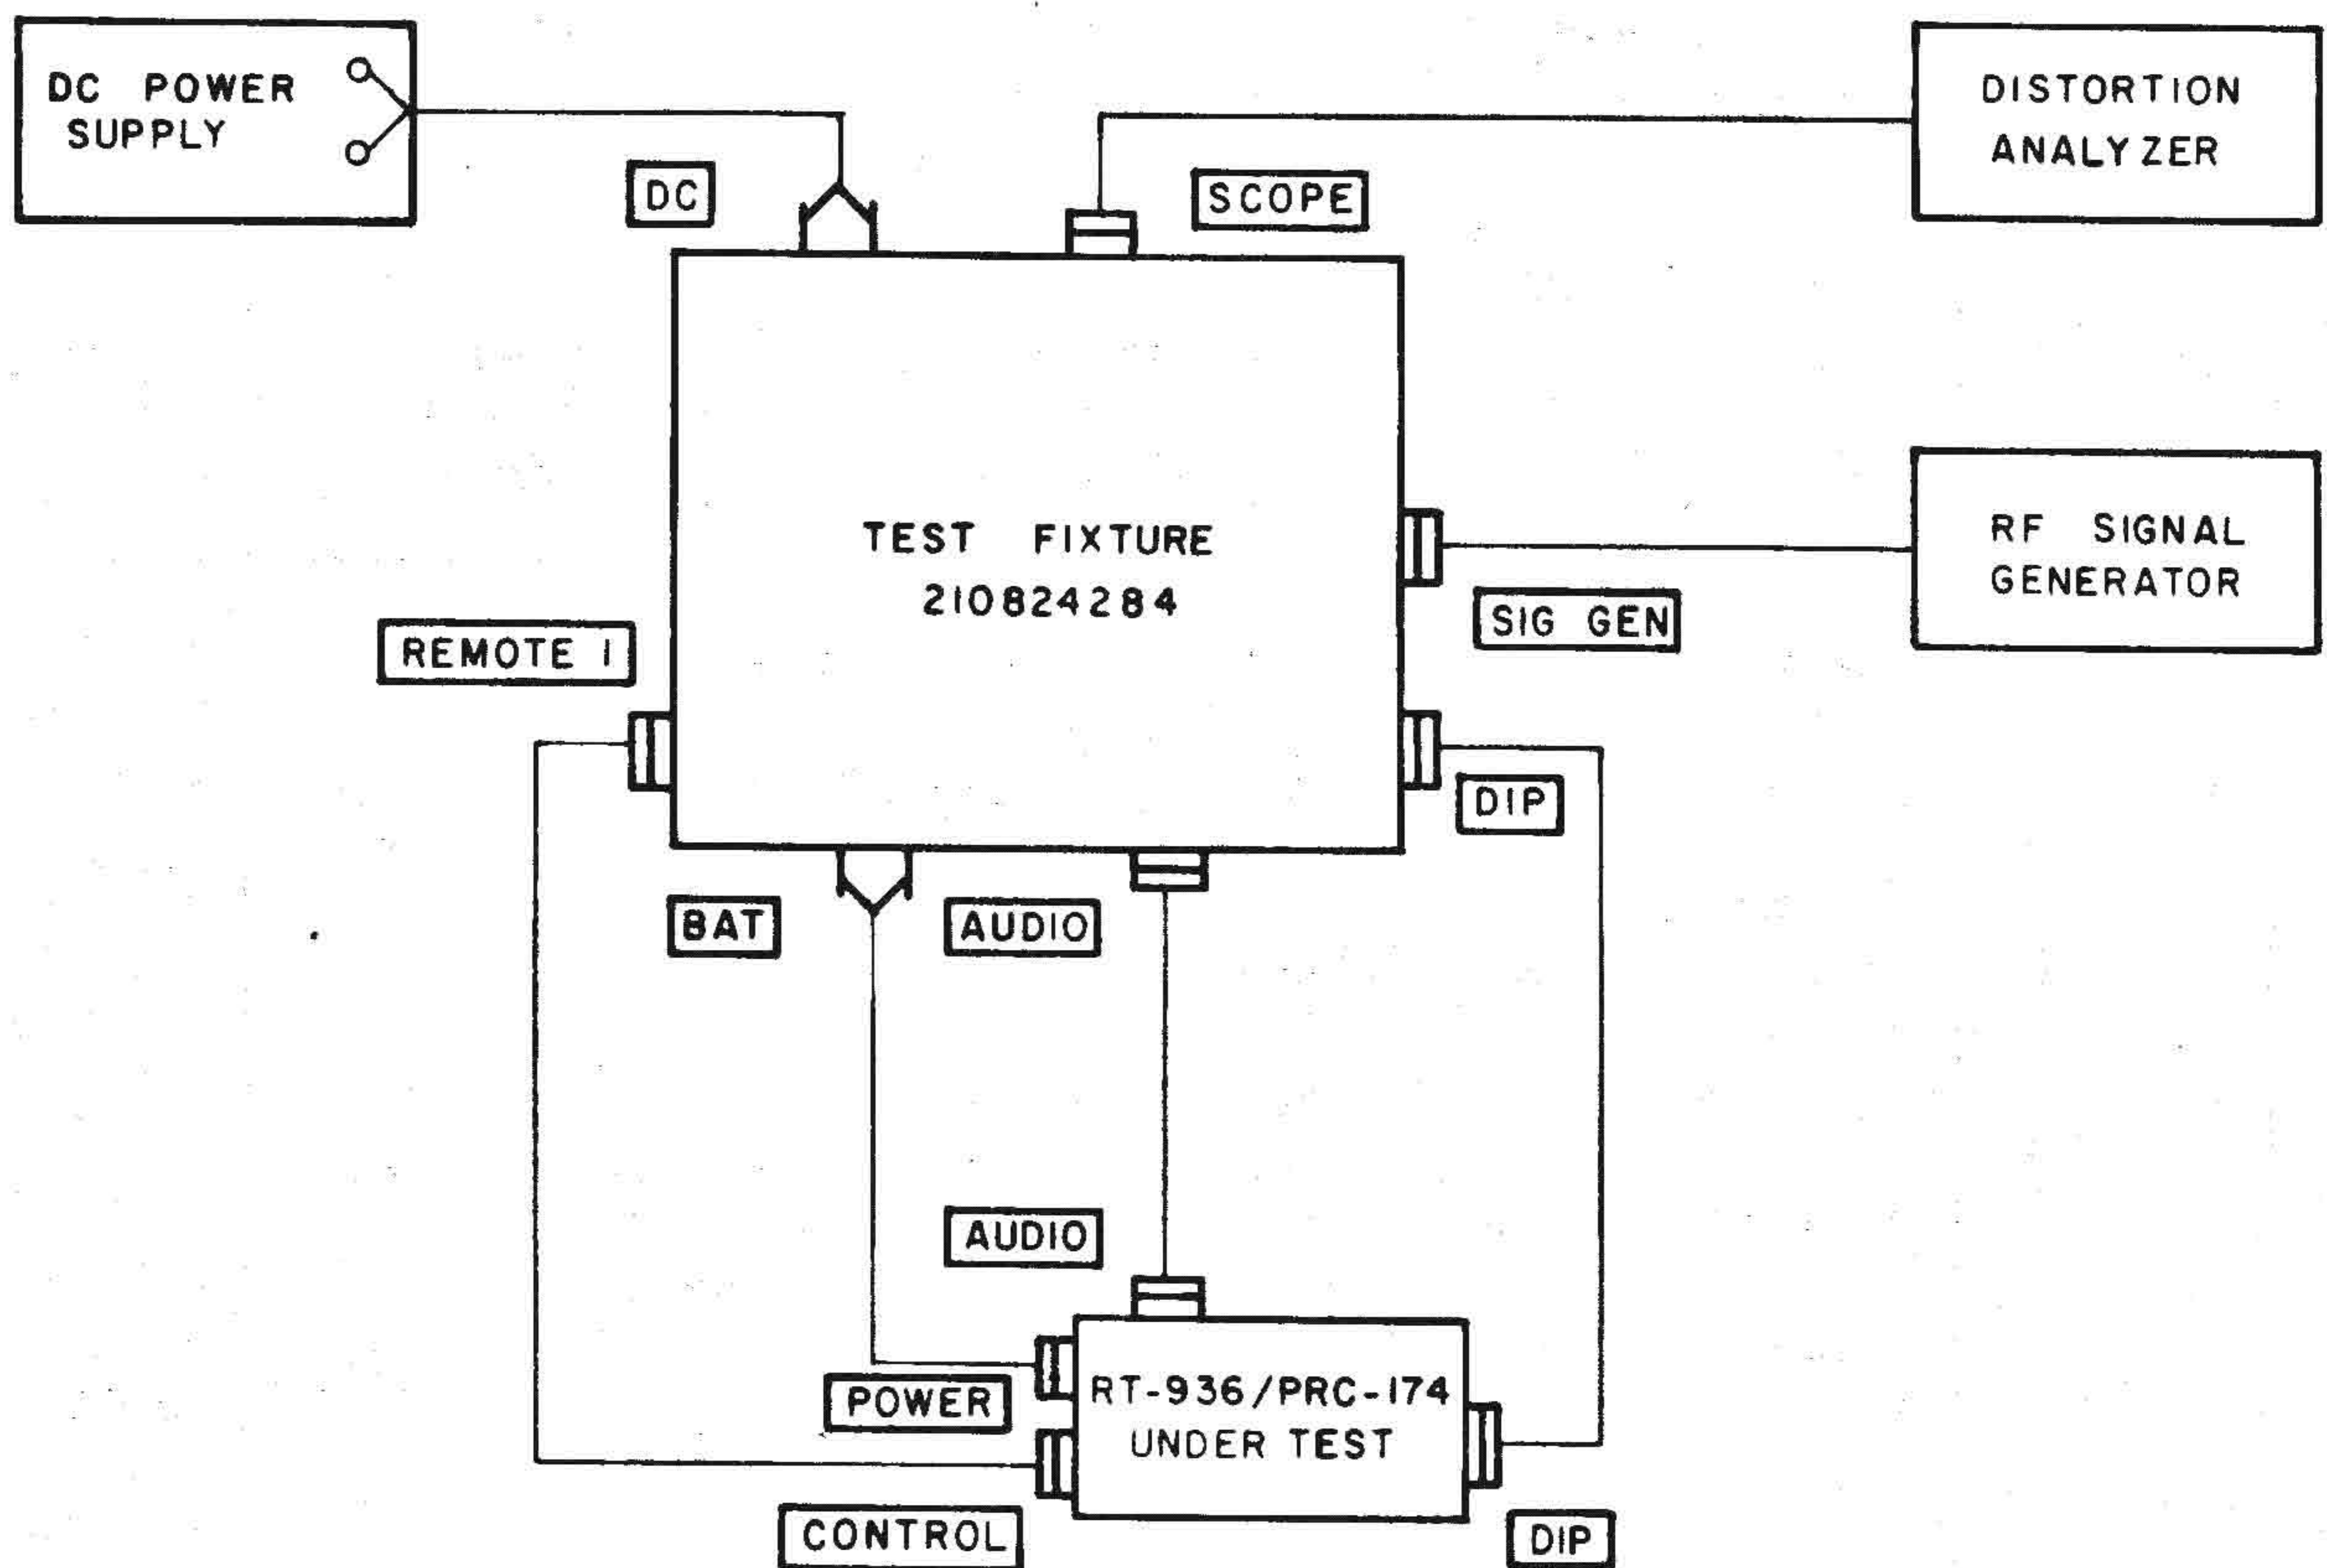 DC POWER
SUPPLY
DISTORTION
ANALYZER
DC
SCOPE
TEST FIXTURE
210824284
RF SIGNAL
GENERATOR
SIG GEN
REMOTE 1
DIP
BAT
AUDIO
AUDIO
POWER
RT-936/PRC-174
UNDER TEST
CONTROL
DIP